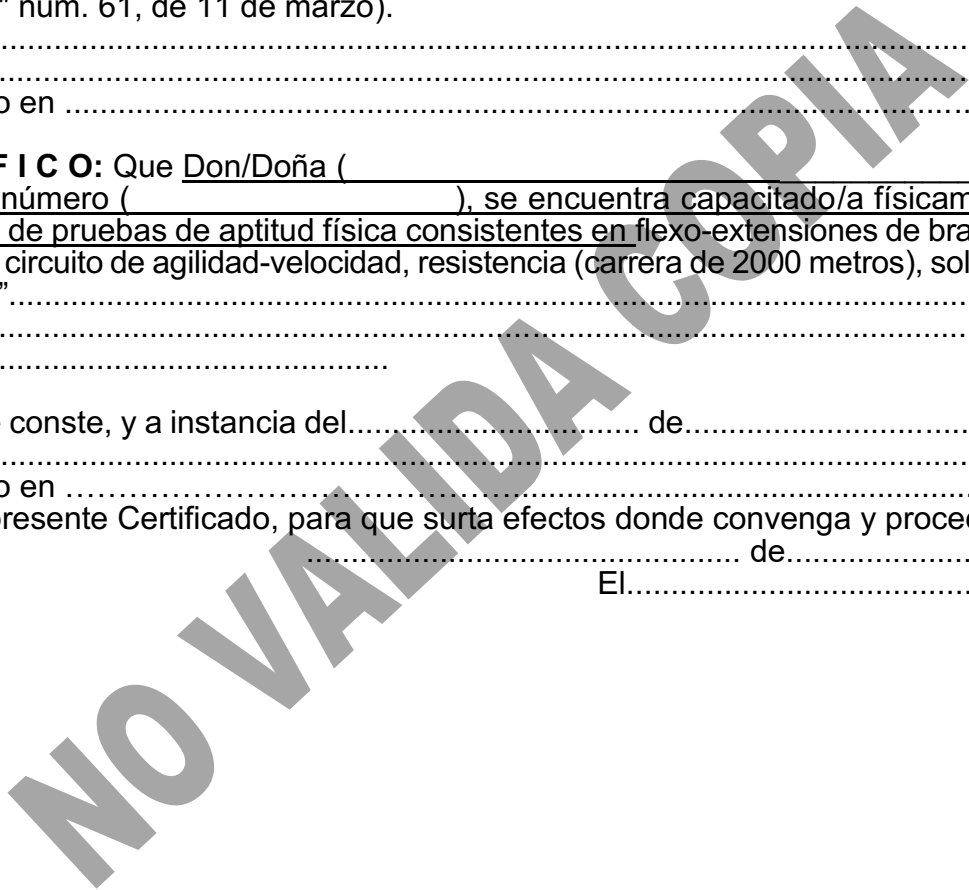 " núm. 61, de 11 de marzo).
....................................................................................................
....................................................................................................
o en ....................................................................................................
F I C O: Que Don/Doña (
número (                    ), se encuentra capacitado/a físicam
de pruebas de aptitud física consistentes en flexo-extensiones de bra
circuito de agilidad-velocidad, resistencia (carrera de 2000 metros), sol
"....................................................................................................
....................................................................................................
............................................
conste, y a instancia del................................ de................................
....................................................................................................
o en ....................................................................................................
presente Certificado, para que surta efectos donde convenga y proced
................................................ de....................
El......................................
NO VALIDA COPIA